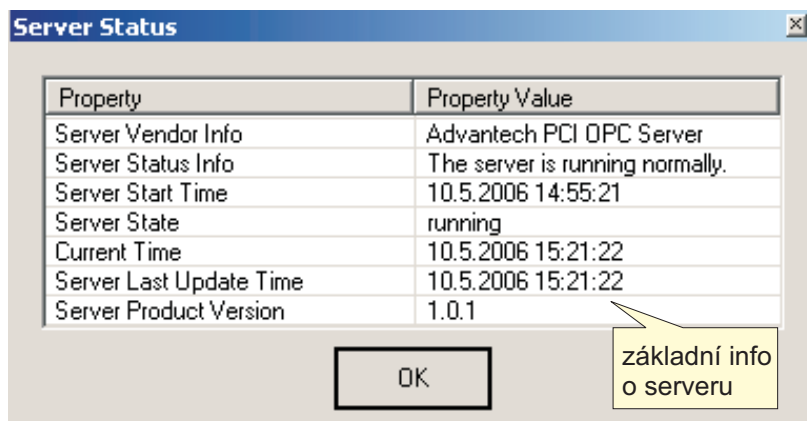 Server Status
Property Property Value
Server Vendor Info Advantech PCI OPC Server
Server Status Info The server is running normally.
Server Start Time 10.5.2006 14:55:21
Server State running
Current Time 10.5.2006 15:21:22
Server Last Update Time 10.5.2006 15:21:22
Server Product Version 1.0.1
základní info
o serveru
OK